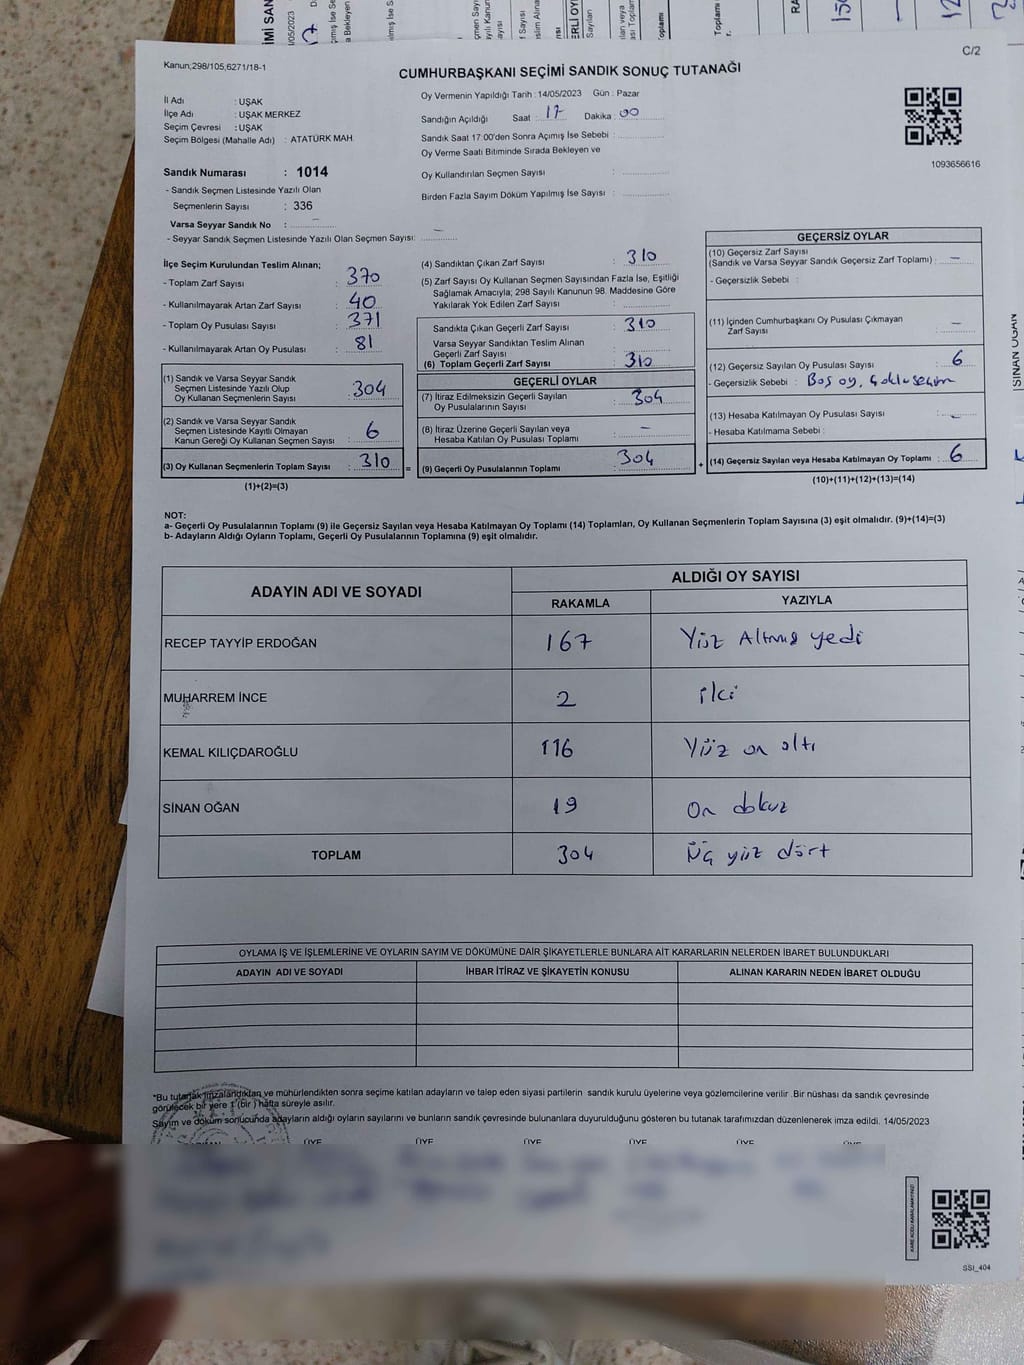 Kanun;298/105;6271/18-1
C/2
CUMHURBAŞKANI SEÇİMİ SANDIK SONUÇ TUTANAĞI
İl Adı : UŞAK
İlçe Adı : UŞAK MERKEZ
Seçim Çevresi : UŞAK
Seçim Bölgesi (Mahalle Adı) : ATATÜRK MAH.
Oy Vermenin Yapıldığı Tarih : 14/05/2023 Gün : Pazar
Sandığın Açıldığı Saat : 17 Dakika : 00
Sandık Saat 17:00'den Sonra Açımış İse Sebebi :
Oy Verme Saati Bitiminde Sırada Bekleyen ve
Oy Kullandırılan Seçmen Sayısı :
Birden Fazla Sayım Döküm Yapılmış İse Sayısı :
1093656616
Sandık Numarası : 1014
- Sandık Seçmen Listesinde Yazılı Olan
Seçmenlerin Sayısı : 336
Varsa Seyyar Sandık No : -
- Seyyar Sandık Seçmen Listesinde Yazılı Olan Seçmen Sayısı: -
İlçe Seçim Kurulundan Teslim Alınan;
- Toplam Zarf Sayısı : 370
- Kullanılmayarak Artan Zarf Sayısı : 40
- Toplam Oy Pusulası Sayısı : 371
- Kullanılmayarak Artan Oy Pusulası : 81
(1) Sandık ve Varsa Seyyar Sandık
Seçmen Listesinde Yazılı Olup
Oy Kullanan Seçmenlerin Sayısı : 304
(2) Sandık ve Varsa Seyyar Sandık
Seçmen Listesinde Kayıtlı Olmayan
Kanun Gereği Oy Kullanan Seçmen Sayısı : 6
(3) Oy Kullanan Seçmenlerin Toplam Sayısı : 310
(1)+(2)=(3)
(4) Sandıktan Çıkan Zarf Sayısı : 310
(5) Zarf Sayısı Oy Kullanan Seçmen Sayısından Fazla İse, Eşitliği
Sağlamak Amacıyla; 298 Sayılı Kanunun 98. Maddesine Göre
Yakılarak Yok Edilen Zarf Sayısı :
Sandıkta Çıkan Geçerli Zarf Sayısı : 310
Varsa Seyyar Sandıktan Teslim Alınan
Geçerli Zarf Sayısı :
(6) Toplam Geçerli Zarf Sayısı : 310
GEÇERLİ OYLAR
(7) İtiraz Edilmeksizin Geçerli Sayılan
Oy Pusulalarının Sayısı : 304
(8) İtiraz Üzerine Geçerli Sayılan veya
Hesaba Katılan Oy Pusulası Toplamı : -
=
(9) Geçerli Oy Pusulalarının Toplamı : 304
+
GEÇERSİZ OYLAR
(10) Geçersiz Zarf Sayısı
(Sandık ve Varsa Seyyar Sandık Geçersiz Zarf Toplamı) : -
- Geçersizlik Sebebi :
(11) İçinden Cumhurbaşkanı Oy Pusulası Çıkmayan
Zarf Sayısı : -
(12) Geçersiz Sayılan Oy Pusulası Sayısı : 6
- Geçersizlik Sebebi : Boş oy, Çoklu seçim
(13) Hesaba Katılmayan Oy Pusulası Sayısı : -
- Hesaba Katılmama Sebebi :
(14) Geçersiz Sayılan veya Hesaba Katılmayan Oy Toplamı : 6
(10)+(11)+(12)+(13)=(14)
NOT:
a- Geçerli Oy Pusulalarının Toplamı (9) ile Geçersiz Sayılan veya Hesaba Katılmayan Oy Toplamı (14) Toplamları, Oy Kullanan Seçmenlerin Toplam Sayısına (3) eşit olmalıdır. (9)+(14)=(3)
b- Adayların Aldığı Oyların Toplamı, Geçerli Oy Pusulalarının Toplamına (9) eşit olmalıdır.
ADAYIN ADI VE SOYADI
ALDIĞI OY SAYISI
RAKAMLA YAZIYLA
RECEP TAYYİP ERDOĞAN 167 Yüz Altmış yedi
MUHARREM İNCE 2 iki
KEMAL KILIÇDAROĞLU 116 Yüz on altı
SİNAN OĞAN 19 On dokuz
TOPLAM 304 Üç yüz dört
OYLAMA İŞ VE İŞLEMLERİNE VE OYLARIN SAYIM VE DÖKÜMÜNE DAİR ŞİKAYETLERLE BUNLARA AİT KARARLARIN NELERDEN İBARET BULUNDUKLARI
ADAYIN ADI VE SOYADI İHBAR İTİRAZ VE ŞİKAYETİN KONUSU ALINAN KARARIN NEDEN İBARET OLDUĞU
*Bu tutanak imzalandıktan ve mühürlendikten sonra seçime katılan adayların ve talep eden siyasi partilerin sandık kurulu üyelerine veya gözlemcilerine verilir .Bir nüshası da sandık çevresinde
görülecek bir yere 1 (bir ) hafta süreyle asılır.
Sayım ve döküm sonucunda adayların aldığı oyların sayılarını ve bunların sandık çevresinde bulunanlara duyurulduğunu gösteren bu tutanak tarafımızdan düzenlenerek imza edildi. 14/05/2023
ÜYE ÜYE ÜYE ÜYE ÜYE ÜYE
SSI_404
SİNAN OĞAN